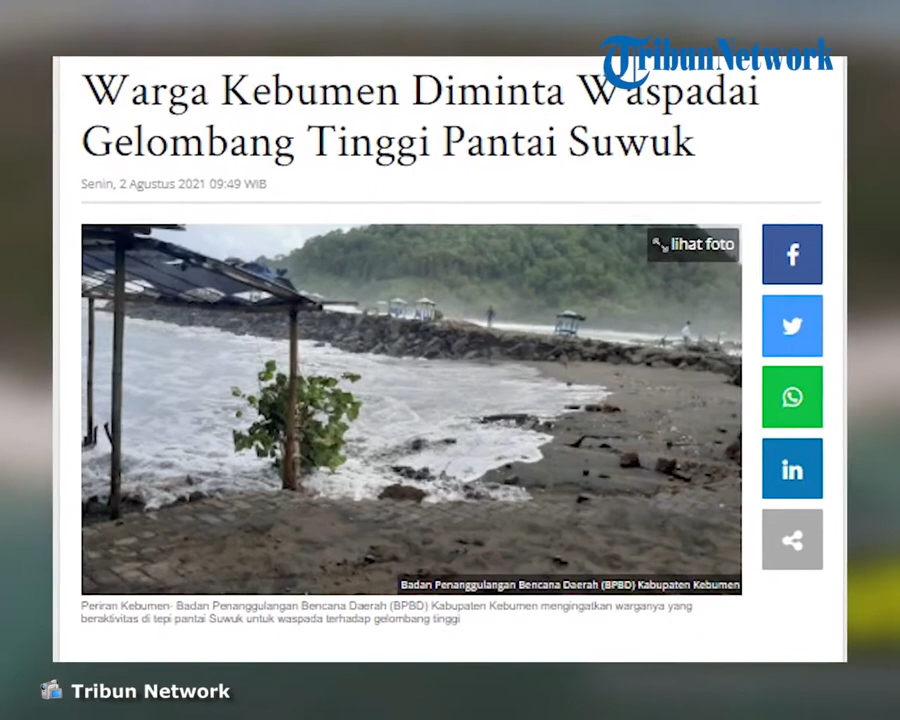 TribunNetwork
Warga Kebumen Diminta Waspadai
Gelombang Tinggi Pantai Suwuk
Senin, 2 Agustus 2021 09:49 WIB
lihat foto
f
in
Badan Penanggulangan Bencana Daerah (BPBD) Kabupaten Kebumen
Periran Kebumen- Badan Penanggulangan Bencana Daerah (BPBD) Kabupaten Kebumen mengingatkan warganya yang
beraktivitas di tepi pantai Suwuk untuk waspada terhadap gelombang tinggi
Tribun Network